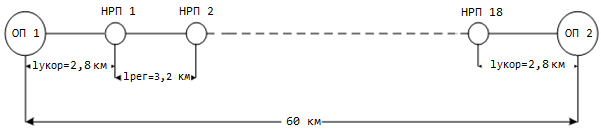 ОП 1
НРП 1
НРП 2
НРП 18
ОП 2
lукор=2,8 км
lрег=3,2 км
lукор=2,8 км
60 км